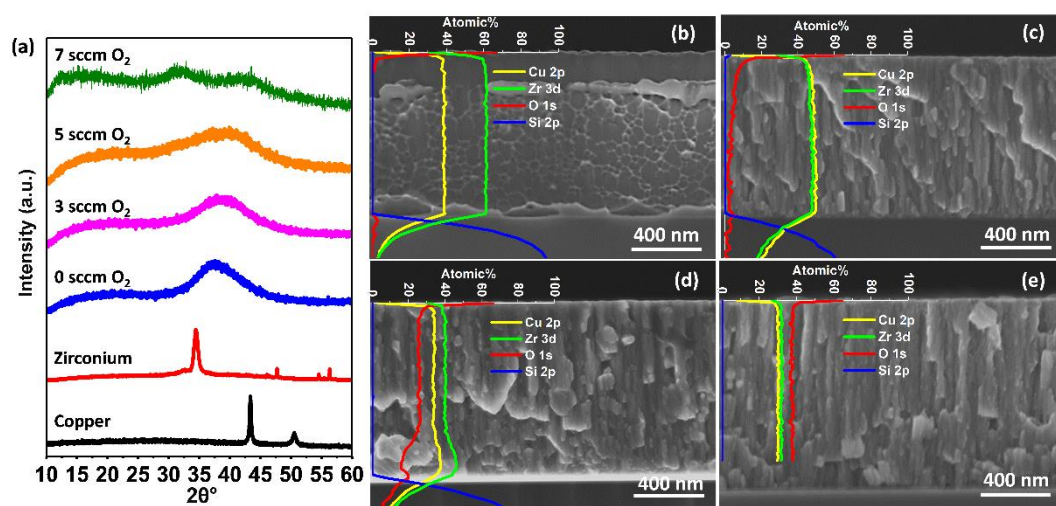 (a)
7 sccm O₂
5 sccm O₂
3 sccm O₂
0 sccm O₂
Zirconium
Copper
Intensity (a.u.)
10 15 20 25 30 35 40 45 50 55 60
2θ°
Atomic%
0 20 40 60 80 100
(b)
Cu 2p
Zr 3d
O 1s
Si 2p
400 nm
Atomic%
0 20 40 60 80 100
(c)
Cu 2p
Zr 3d
O 1s
Si 2p
400 nm
Atomic%
0 20 40 60 80 100
(d)
Cu 2p
Zr 3d
O 1s
Si 2p
400 nm
Atomic%
0 20 40 60 80 100
(e)
Cu 2p
Zr 3d
O 1s
Si 2p
400 nm